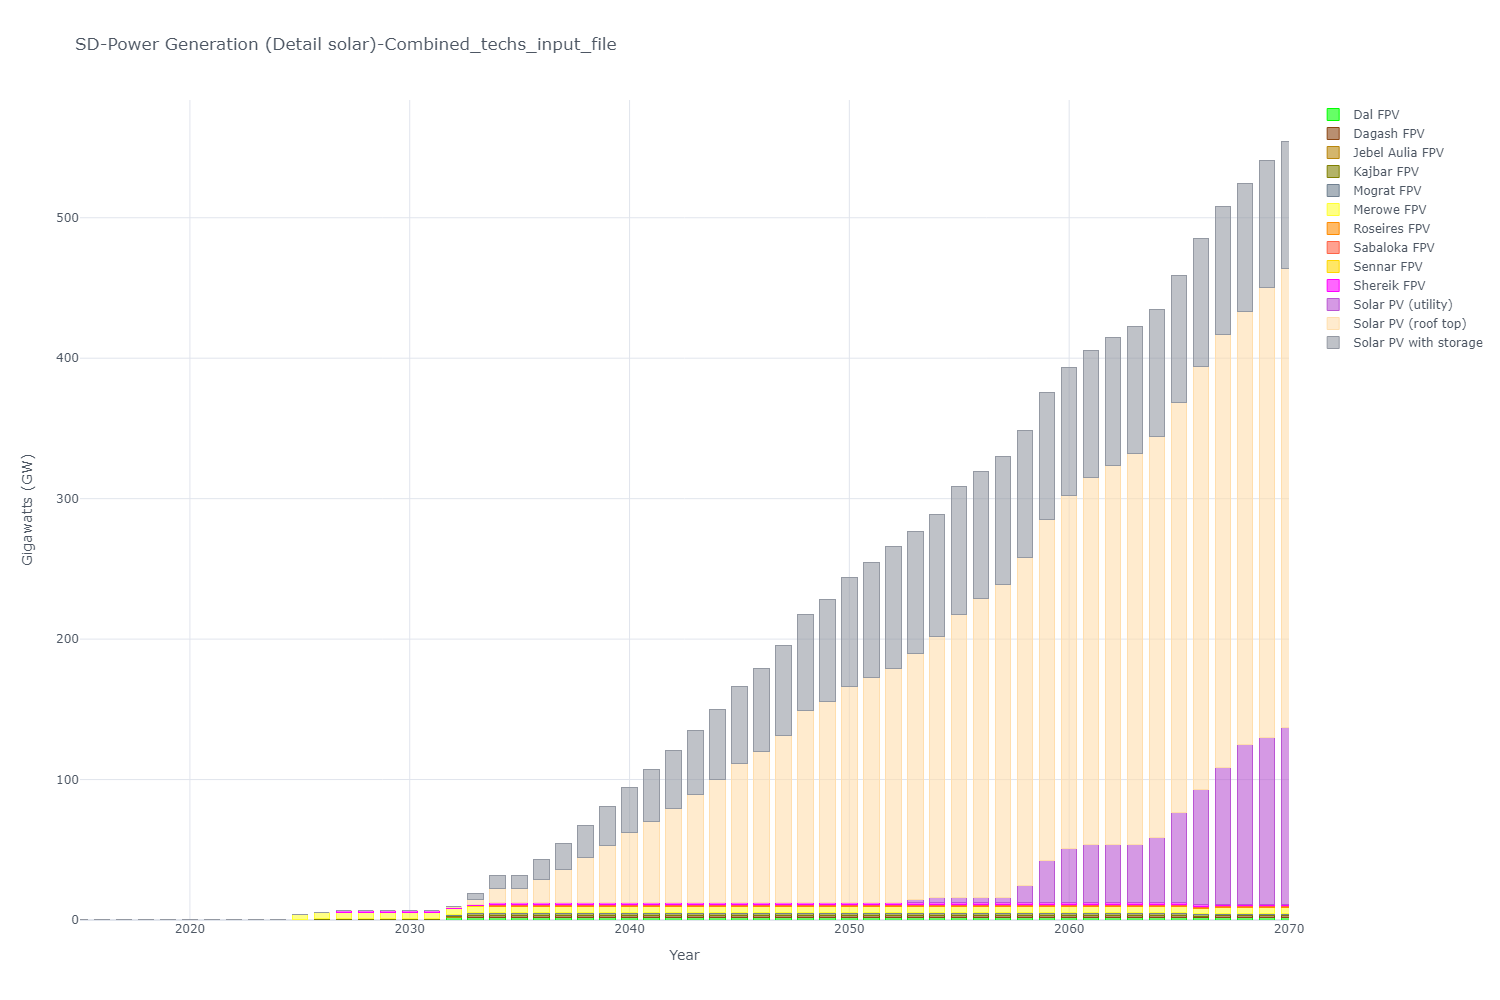 SD-Power Generation (Detail solar)-Combined_techs_input_file
Dal FPV
Dagash FPV
Jebel Aulia FPV
Kajbar FPV
Mograt FPV
Merowe FPV
Roseires FPV
Sabaloka FPV
Sennar FPV
Shereik FPV
Solar PV (utility)
Solar PV (roof top)
Solar PV with storage
Gigawatts (GW)
500
400
300
200
100
0
2020
2030
2040
2050
2060
2070
Year